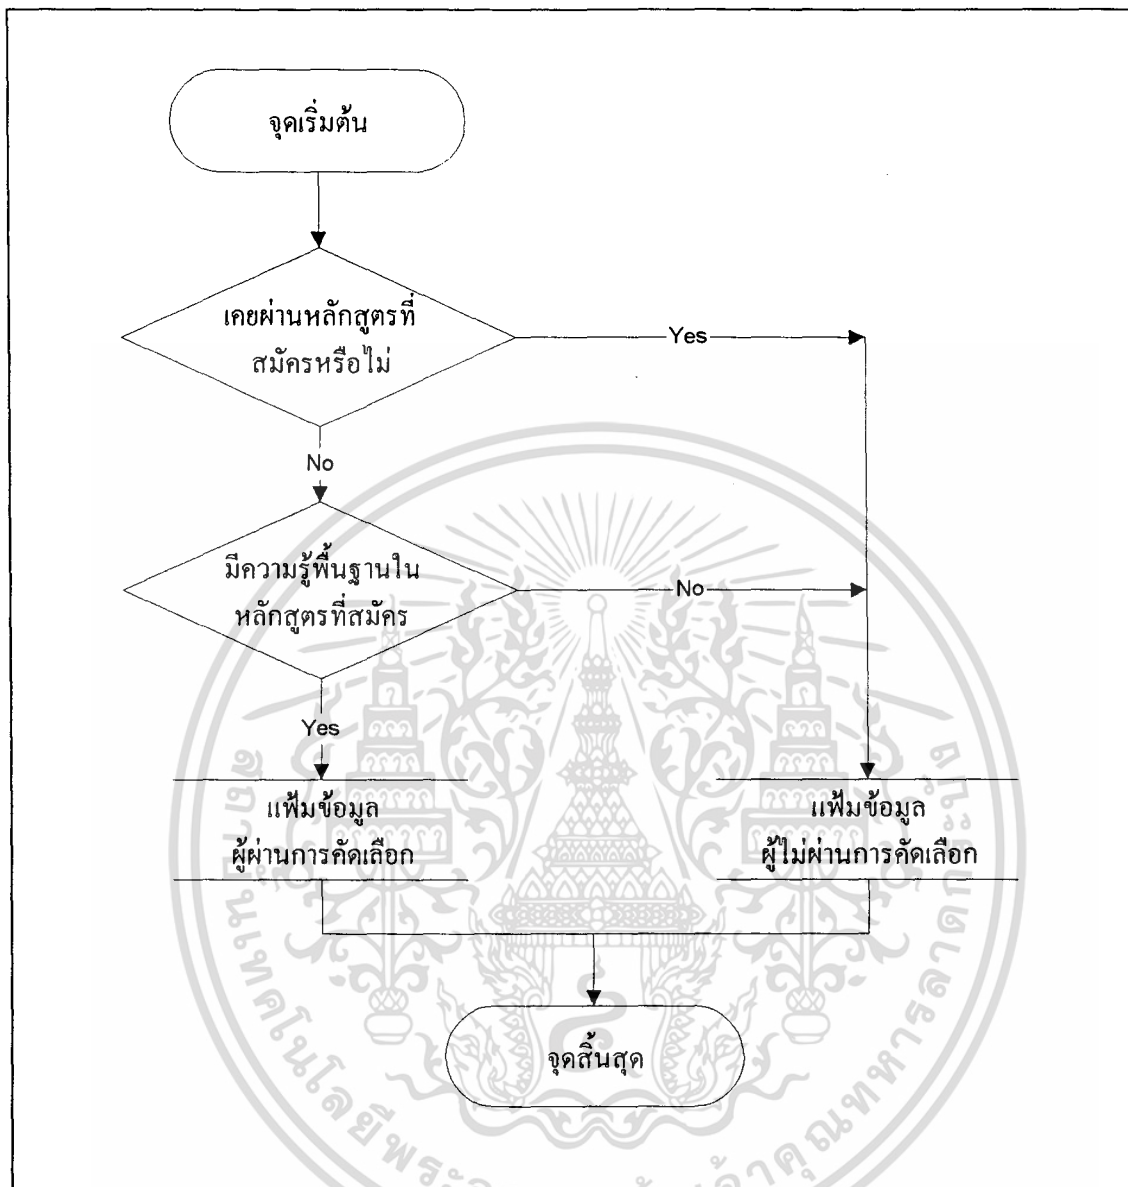 จุดเริ่มต้น
เคยผ่านหลักสูตรที่
สมัครหรือไม่
Yes
No
มีความรู้พื้นฐานใน
หลักสูตรที่สมัคร
No
Yes
แฟ้มข้อมูล
ผู้ผ่านการคัดเลือก
แฟ้มข้อมูล
ผู้ไม่ผ่านการคัดเลือก
จุดสิ้นสุด